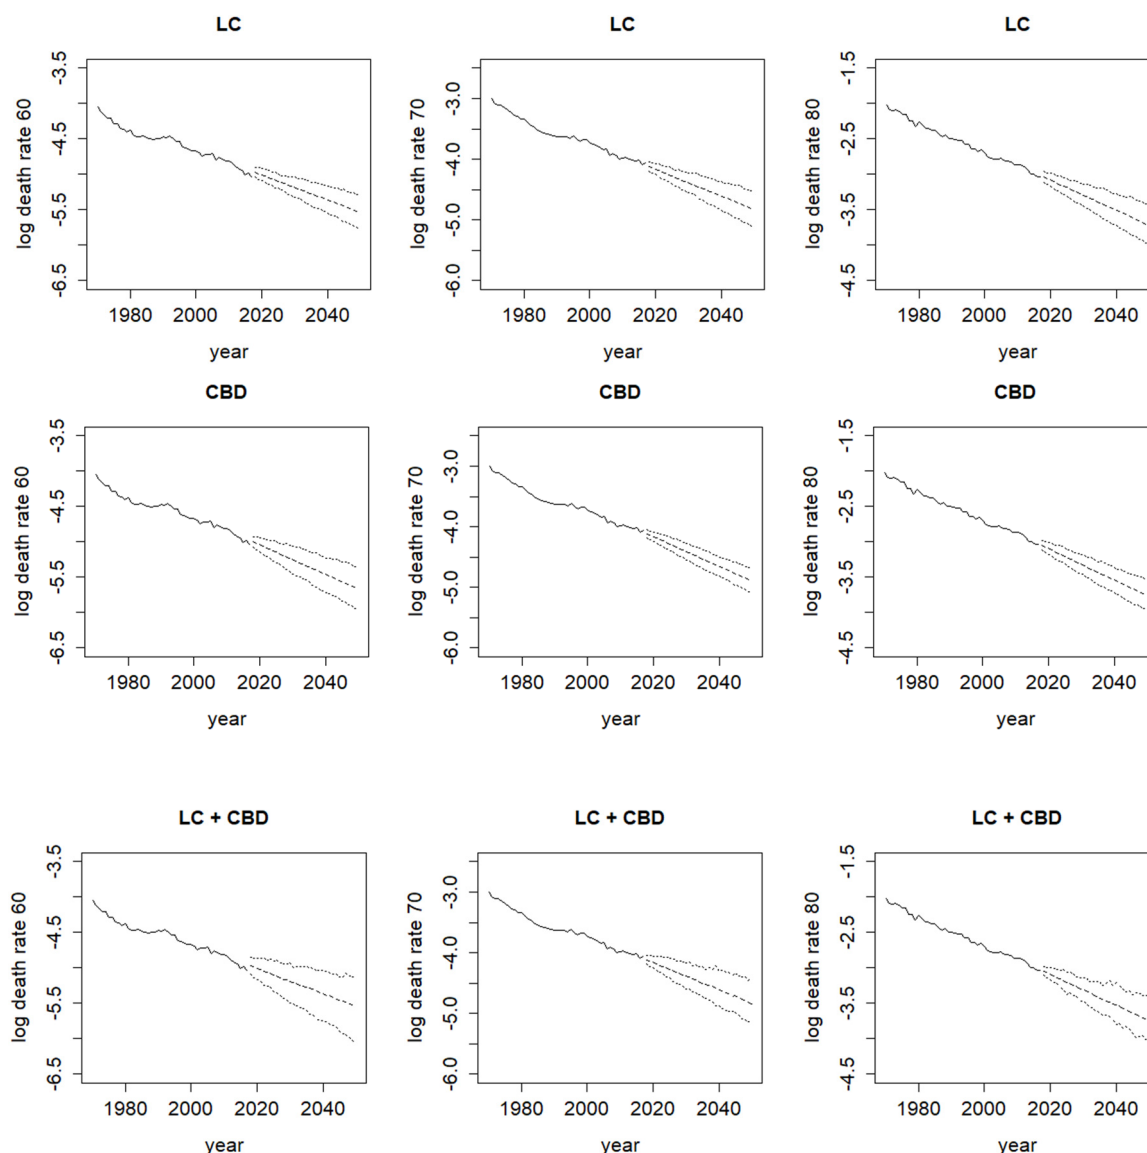 LC
log death rate 60
-3.5
-4.5
-5.5
-6.5
1980 2000 2020 2040
year
LC
log death rate 70
-3.0
-4.0
-5.0
-6.0
1980 2000 2020 2040
year
LC
log death rate 80
-1.5
-2.5
-3.5
-4.5
1980 2000 2020 2040
year
CBD
log death rate 60
-3.5
-4.5
-5.5
-6.5
1980 2000 2020 2040
year
CBD
log death rate 70
-3.0
-4.0
-5.0
-6.0
1980 2000 2020 2040
year
CBD
log death rate 80
-1.5
-2.5
-3.5
-4.5
1980 2000 2020 2040
year
LC + CBD
log death rate 60
-3.5
-4.5
-5.5
-6.5
1980 2000 2020 2040
year
LC + CBD
log death rate 70
-3.0
-4.0
-5.0
-6.0
1980 2000 2020 2040
year
LC + CBD
log death rate 80
-1.5
-2.5
-3.5
-4.5
1980 2000 2020 2040
year